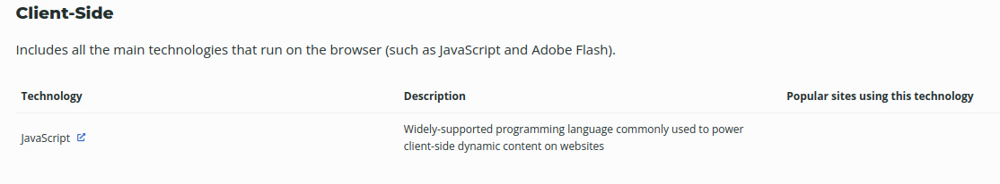 Client-Side
Includes all the main technologies that run on the browser (such as JavaScript and Adobe Flash).
Technology Description Popular sites using this technology
JavaScript Widely-supported programming language commonly used to power
client-side dynamic content on websites